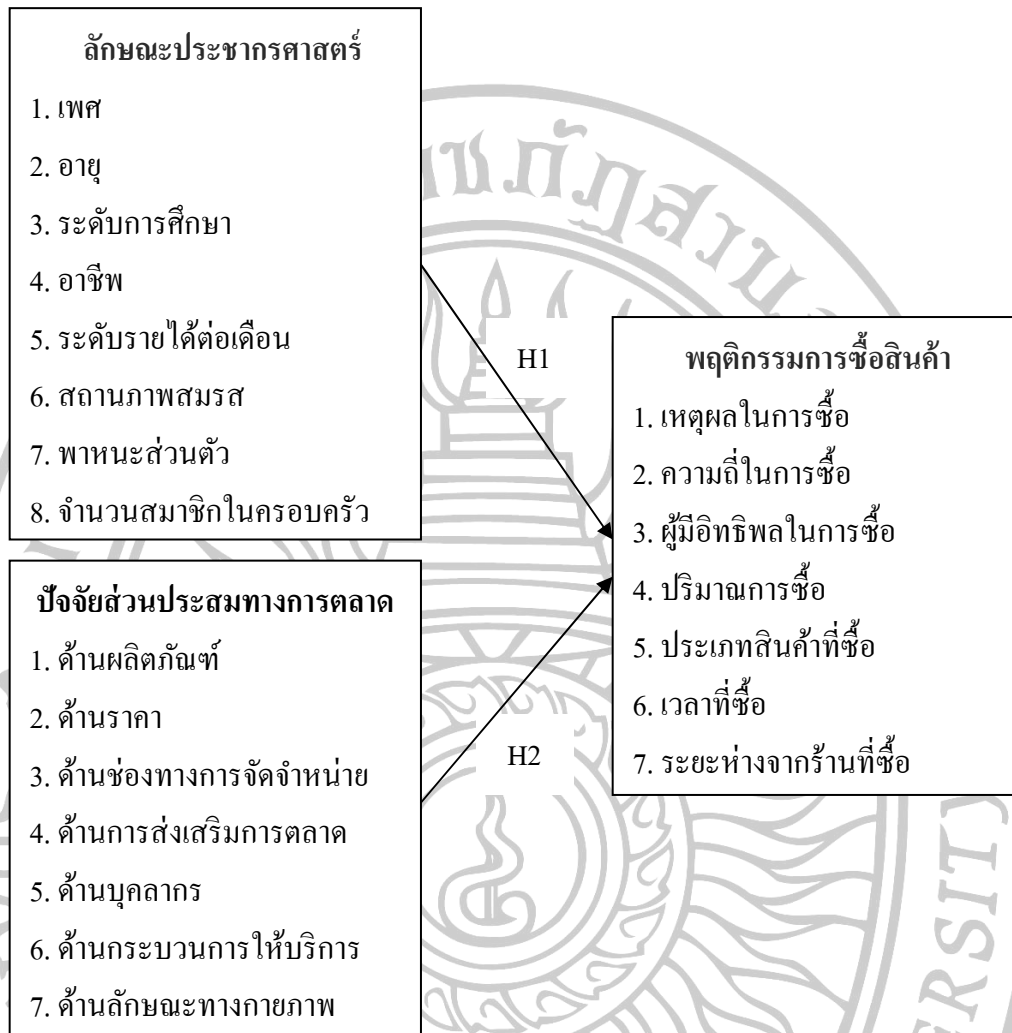 ลักษณะประชากรศาสตร์
1. เพศ
2. อายุ
3. ระดับการศึกษา
4. อาชีพ
5. ระดับรายได้ต่อเดือน
6. สถานภาพสมรส
7. พาหนะส่วนตัว
8. จำนวนสมาชิกในครอบครัว
H1
พฤติกรรมการซื้อสินค้า
1. เหตุผลในการซื้อ
2. ความถี่ในการซื้อ
3. ผู้มีอิทธิพลในการซื้อ
4. ปริมาณการซื้อ
5. ประเภทสินค้าที่ซื้อ
6. เวลาที่ซื้อ
7. ระยะห่างจากร้านที่ซื้อ
ปัจจัยส่วนประสมทางการตลาด
1. ด้านผลิตภัณฑ์
2. ด้านราคา
3. ด้านช่องทางการจัดจำหน่าย
4. ด้านการส่งเสริมการตลาด
5. ด้านบุคลากร
6. ด้านกระบวนการให้บริการ
7. ด้านลักษณะทางกายภาพ
H2